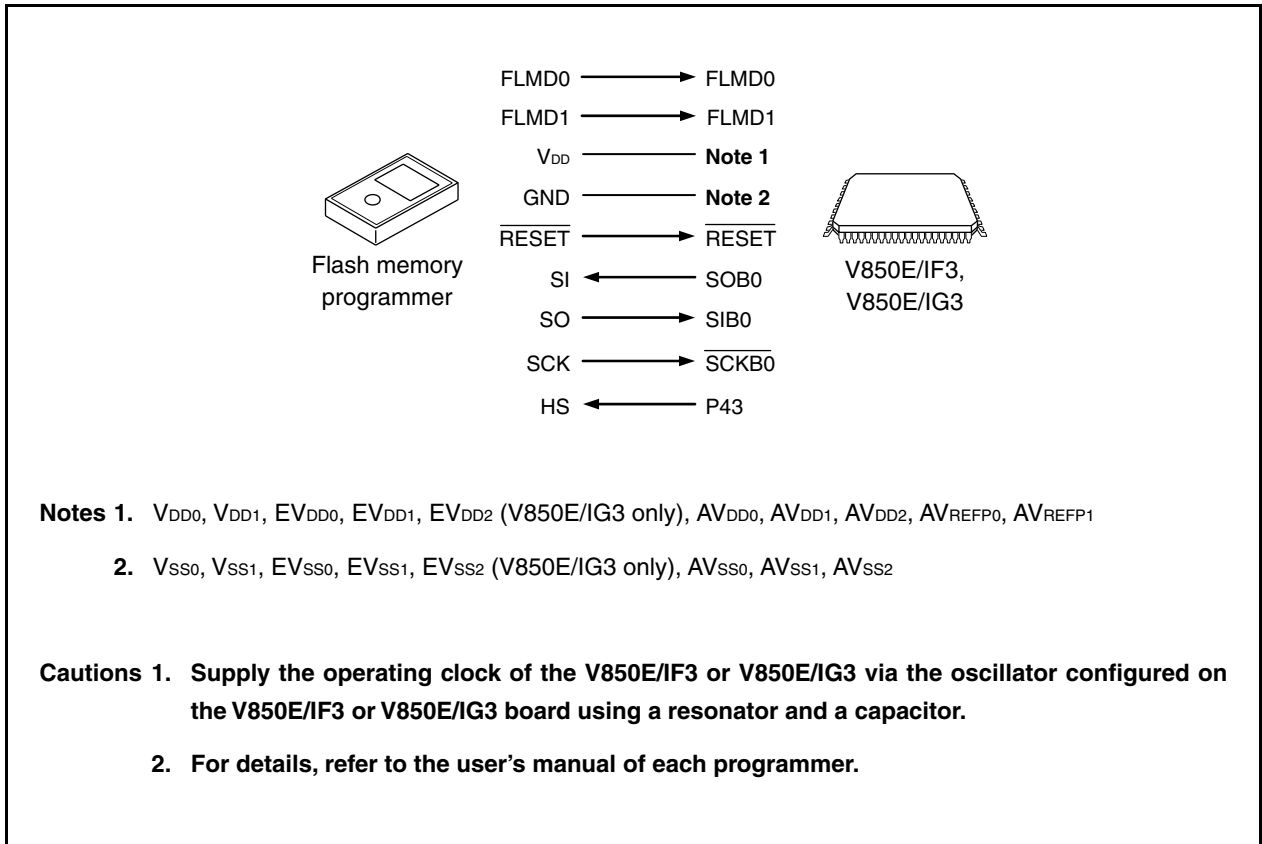 FLMD0 FLMD0
FLMD1 FLMD1
VDD Note 1
GND Note 2
RESET RESET
SI SOB0
SO SIB0
SCK SCKB0
HS P43
Flash memory
programmer
V850E/IF3,
V850E/IG3
Notes 1. VDD0, VDD1, EVDD0, EVDD1, EVDD2 (V850E/IG3 only), AVDD0, AVDD1, AVDD2, AVREFP0, AVREFP1
2. VSS0, VSS1, EVSS0, EVSS1, EVSS2 (V850E/IG3 only), AVSS0, AVSS1, AVSS2
Cautions 1. Supply the operating clock of the V850E/IF3 or V850E/IG3 via the oscillator configured on
the V850E/IF3 or V850E/IG3 board using a resonator and a capacitor.
2. For details, refer to the user’s manual of each programmer.